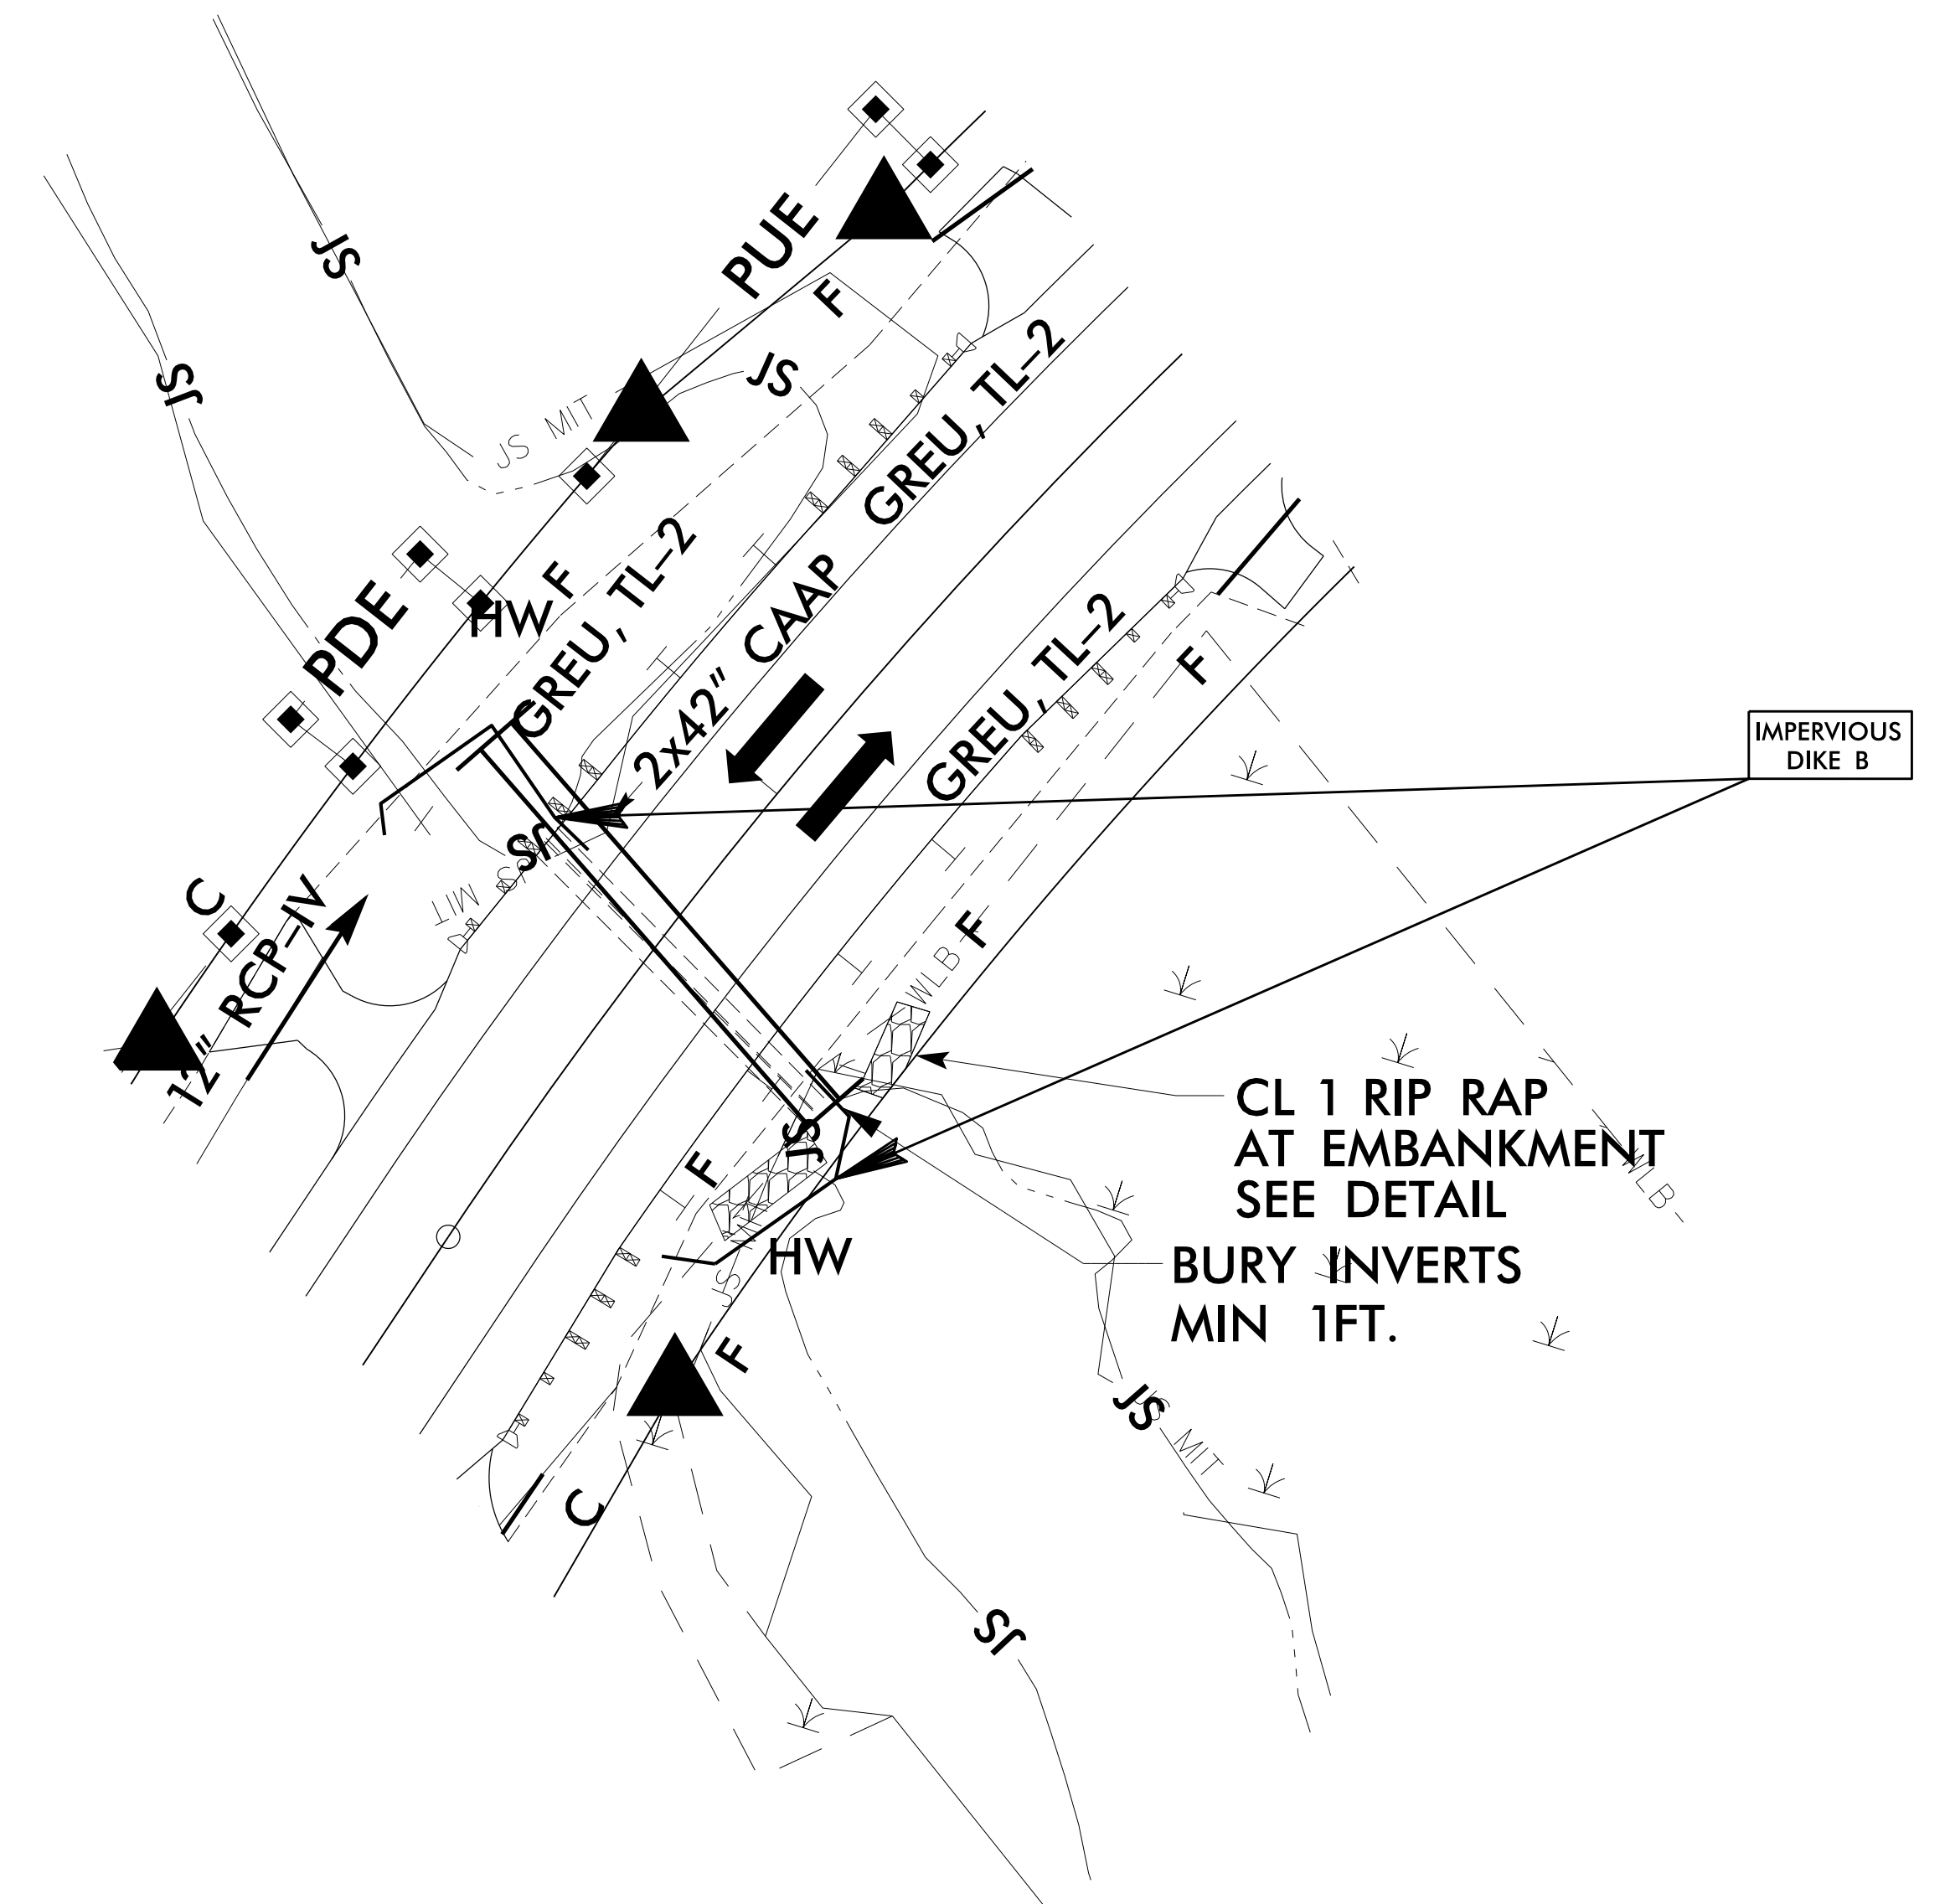 PUE
JS
F
JS
GREU, TL-2
JS
JS MIT
GREU, TL-2
F
HW
PDE
2x42" CAAP
GREU, TL-2
F
IMPERVIOUS
DIKE B
JS
JS MIT
C
12" RCP-IV
F
WLB
CL 1 RIP RAP
AT EMBANKMENT
SEE DETAIL
WLB
JS
F
HW
JS
BURY INVERTS
MIN 1FT.
F
JS
JS MIT
C
JS